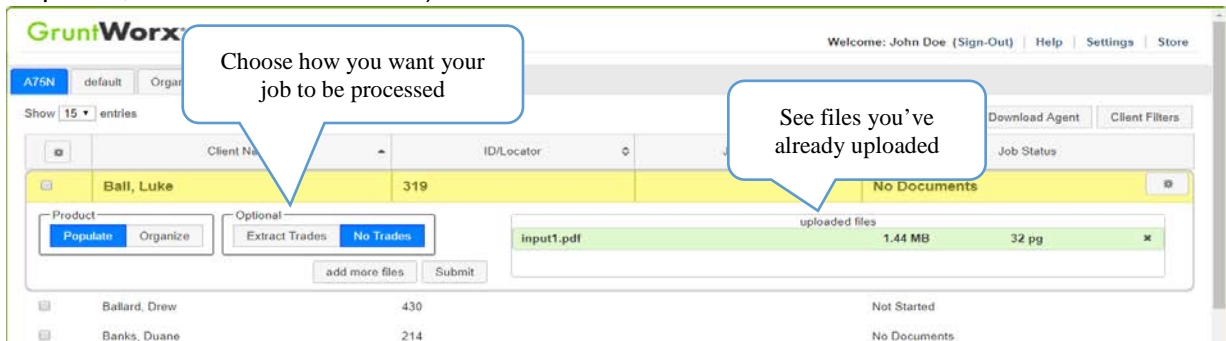 GruntWorx
Welcome: John Doe (Sign-Out) | Help | Settings | Store
Choose how you want your
job to be processed
A75N default
See files you've
already uploaded
Show 15 entries
Download Agent Client Filters
ID/Locator Job Status
Ball, Luke 319 No Documents
Product Optional uploaded files
Populate Organize Extract Trades No Trades input1.pdf 1.44 MB 32 pg
add more files Submit
Ballard, Drew 430 Not Started
Banks, Duane 214 No Documents